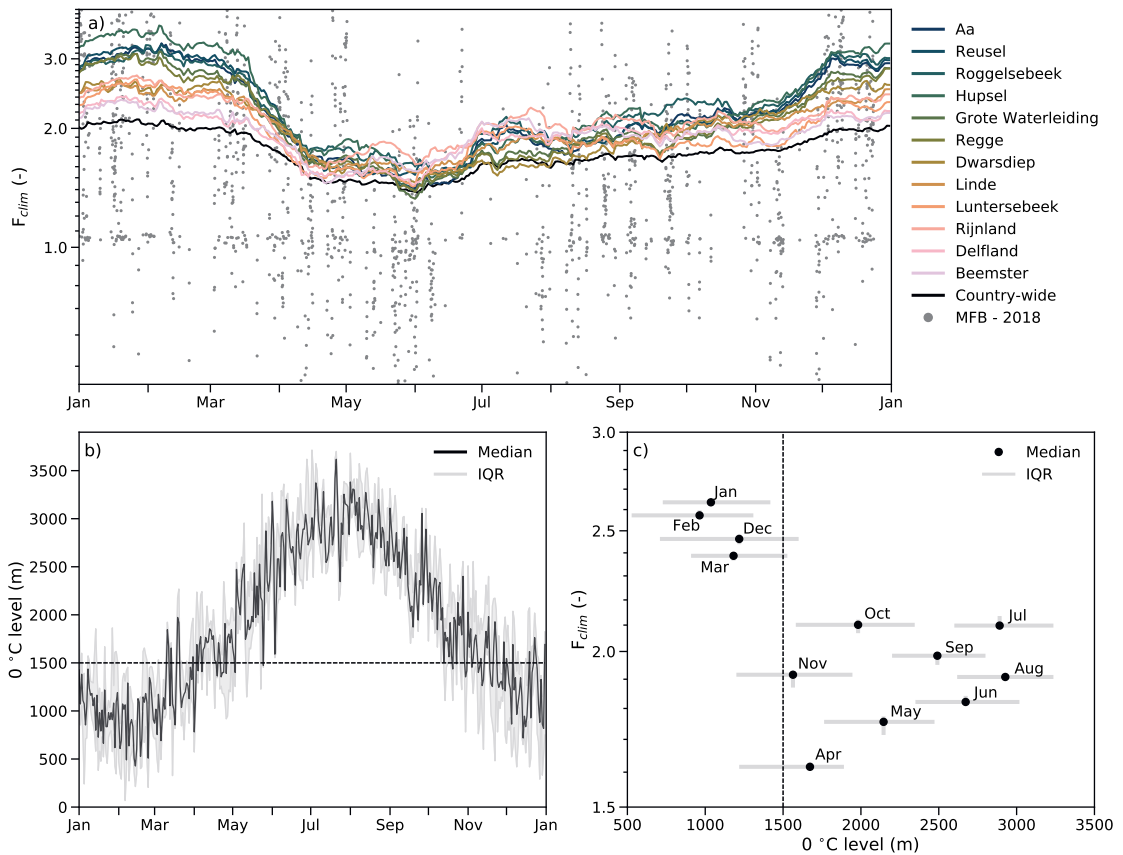 a)
3.0
2.0
1.0
F_clim (-)
Jan Mar May Jul Sep Nov Jan
Aa
Reusel
Roggelsebeek
Hupsel
Grote Waterleiding
Regge
Dwarsdiep
Linde
Luntersebeek
Rijnland
Delfland
Beemster
Country-wide
MFB - 2018
b)
Median
IQR
3500
3000
2500
2000
1500
1000
500
0
0 °C level (m)
Jan Mar May Jul Sep Nov Jan
c)
Median
IQR
3.0
2.5
2.0
1.5
F_clim (-)
Jan
Feb
Dec
Mar
Oct
Jul
Sep
Nov
Aug
Jun
May
Apr
500 1000 1500 2000 2500 3000 3500
0 °C level (m)